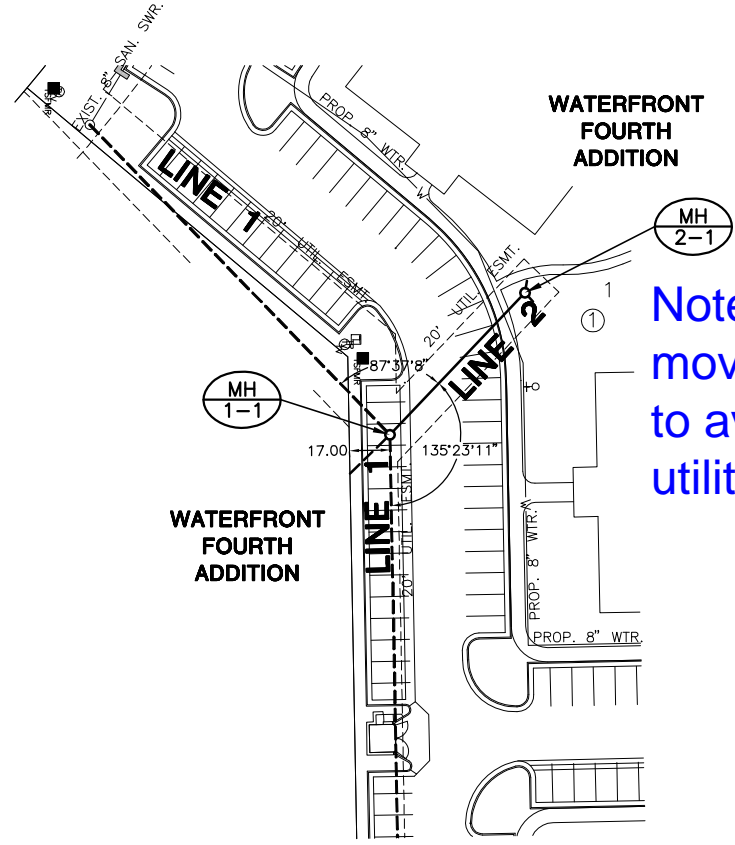 EXIST. 8" SAN. SWR.
PROP. 8" WTR.
W
WATERFRONT
FOURTH
ADDITION
LINE 1
20' UTIL. ESMT.
MH
2-1
20' UTIL. ESMT.
LINE 2
1
1
Note
mov
to av
utilit
87°37'8"
MH
1-1
17.00
135°23'11"
LINE 1
20' UTIL. ESMT.
WATERFRONT
FOURTH
ADDITION
W
PROP. 8" WTR.
PROP. 8" WTR.